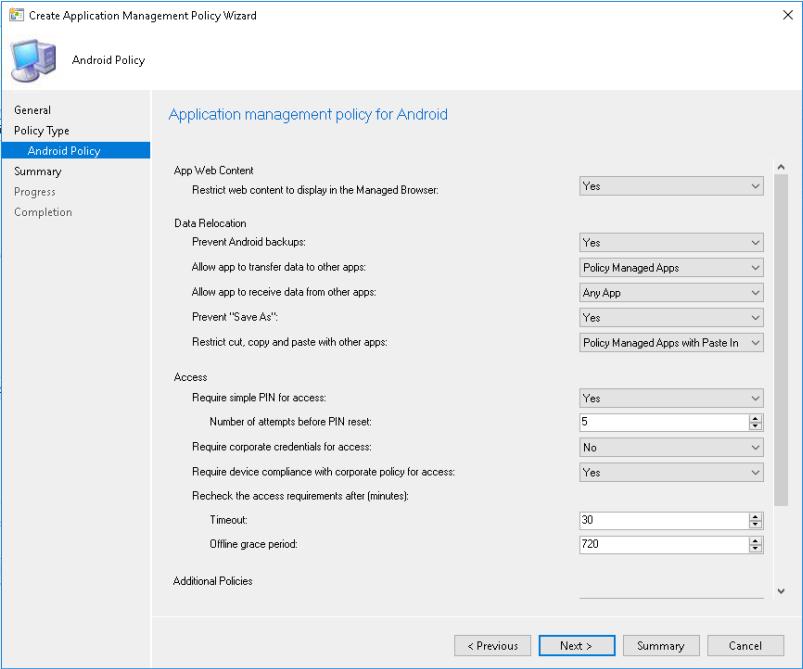 Create Application Management Policy Wizard
Android Policy
General
Policy Type
Android Policy
Summary
Progress
Completion
Application management policy for Android
App Web Content
Restrict web content to display in the Managed Browser: Yes
Data Relocation
Prevent Android backups: Yes
Allow app to transfer data to other apps: Policy Managed Apps
Allow app to receive data from other apps: Any App
Prevent "Save As": Yes
Restrict cut, copy and paste with other apps: Policy Managed Apps with Paste In
Access
Require simple PIN for access: Yes
Number of attempts before PIN reset: 5
Require corporate credentials for access: No
Require device compliance with corporate policy for access: Yes
Recheck the access requirements after (minutes):
Timeout: 30
Offline grace period: 720
Additional Policies
< Previous Next > Summary Cancel